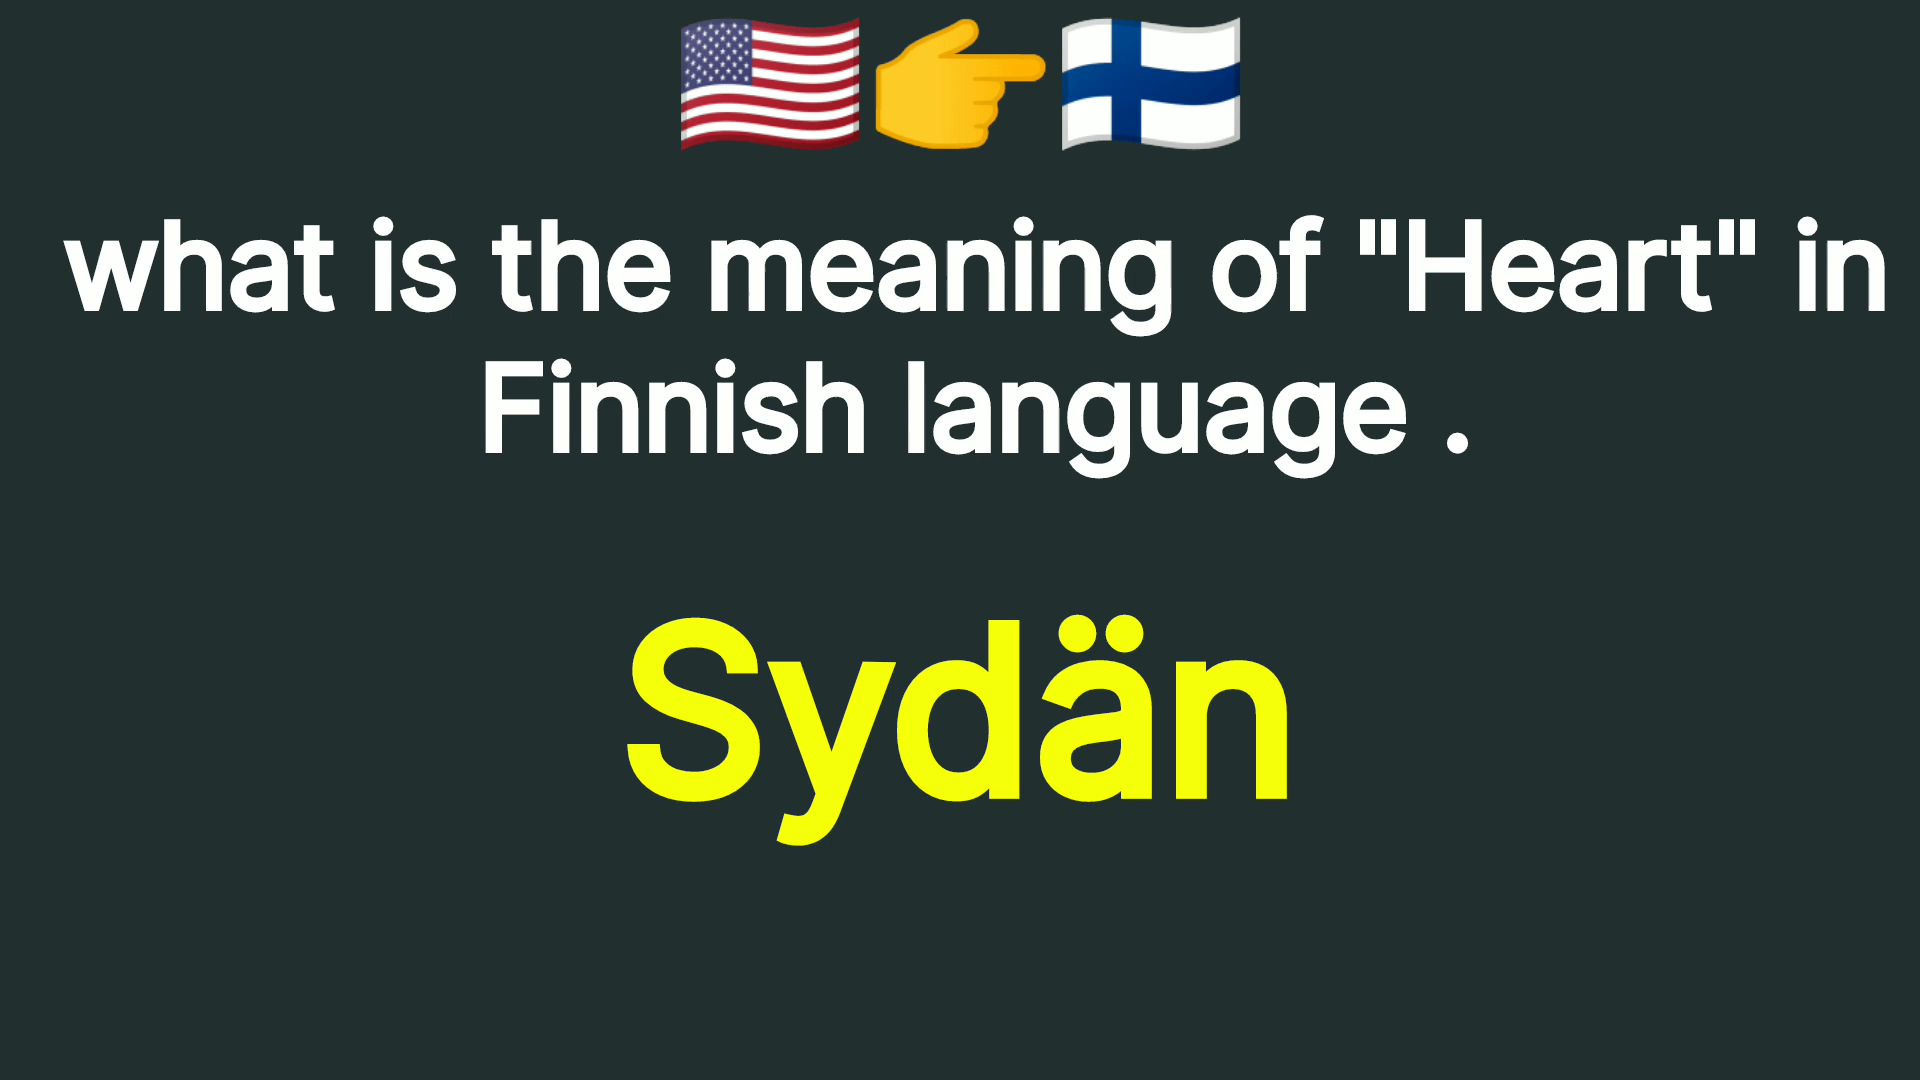 what is the meaning of "Heart" in
Finnish language .
Sydän